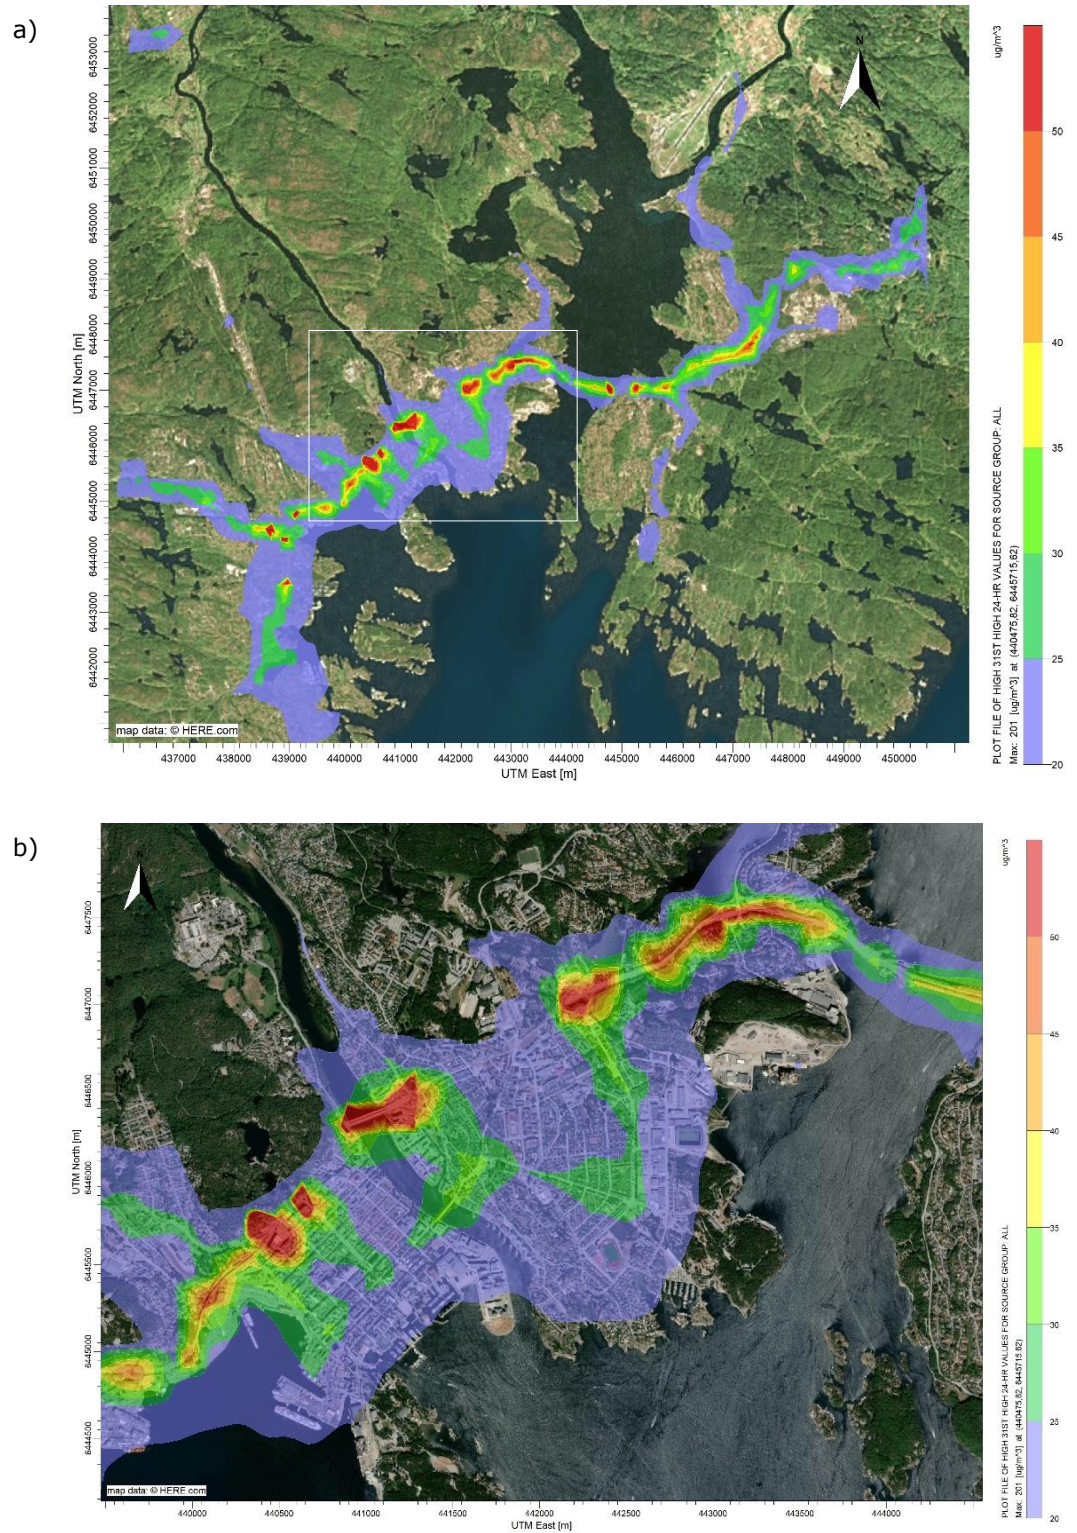 a)
N
ug/m^3
50
45
40
35
30
25
20
PLOT FILE OF HIGH 31ST HIGH 24-HR VALUES FOR SOURCE GROUP: ALL
Max: 201 [ug/m^3] at (440475,82, 6445715,62)
UTM North [m]
6453000
6452000
6451000
6450000
6449000
6448000
6447000
6446000
6445000
6444000
6443000
6442000
map data: © HERE.com
437000 438000 439000 440000 441000 442000 443000 444000 445000 446000 447000 448000 449000 450000
UTM East [m]
b)
ug/m^3
50
45
40
35
30
25
20
PLOT FILE OF HIGH 31ST HIGH 24-HR VALUES FOR SOURCE GROUP: ALL
Max: 201 [ug/m^3] at (440475,82, 6445715,62)
UTM North [m]
6447500
6447000
6446500
6446000
6445500
6445000
6444500
map data: © HERE.com
440000 440500 441000 441500 442000 442500 443000 443500 444000
UTM East [m]